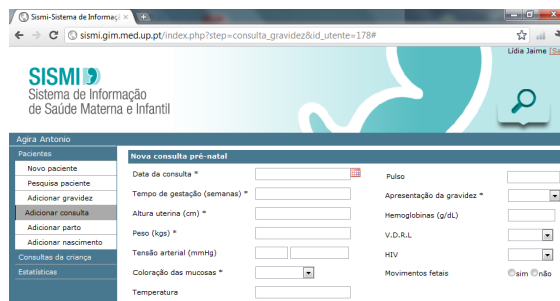 Sismi-Sistema de Informaç
sismi.gim.med.up.pt/index.php?step=consulta_gravidez&id_utente=178#
Lídia Jaime [Sa
SISMI
Sistema de Informação
de Saúde Materna e Infantil
Agira Antonio
Pacientes
Novo paciente
Pesquisa paciente
Adicionar gravidez
Adicionar consulta
Adicionar parto
Adicionar nascimento
Consultas da criança
Estatísticas
Nova consulta pré-natal
Data da consulta *
Tempo de gestação (semanas) *
Altura uterina (cm) *
Peso (kgs) *
Tensão arterial (mmHg)
Coloração das mucosas *
Temperatura
Pulso
Apresentação da gravidez *
Hemoglobinas (g/dL)
V.D.R.L
HIV
Movimentos fetais
sim não